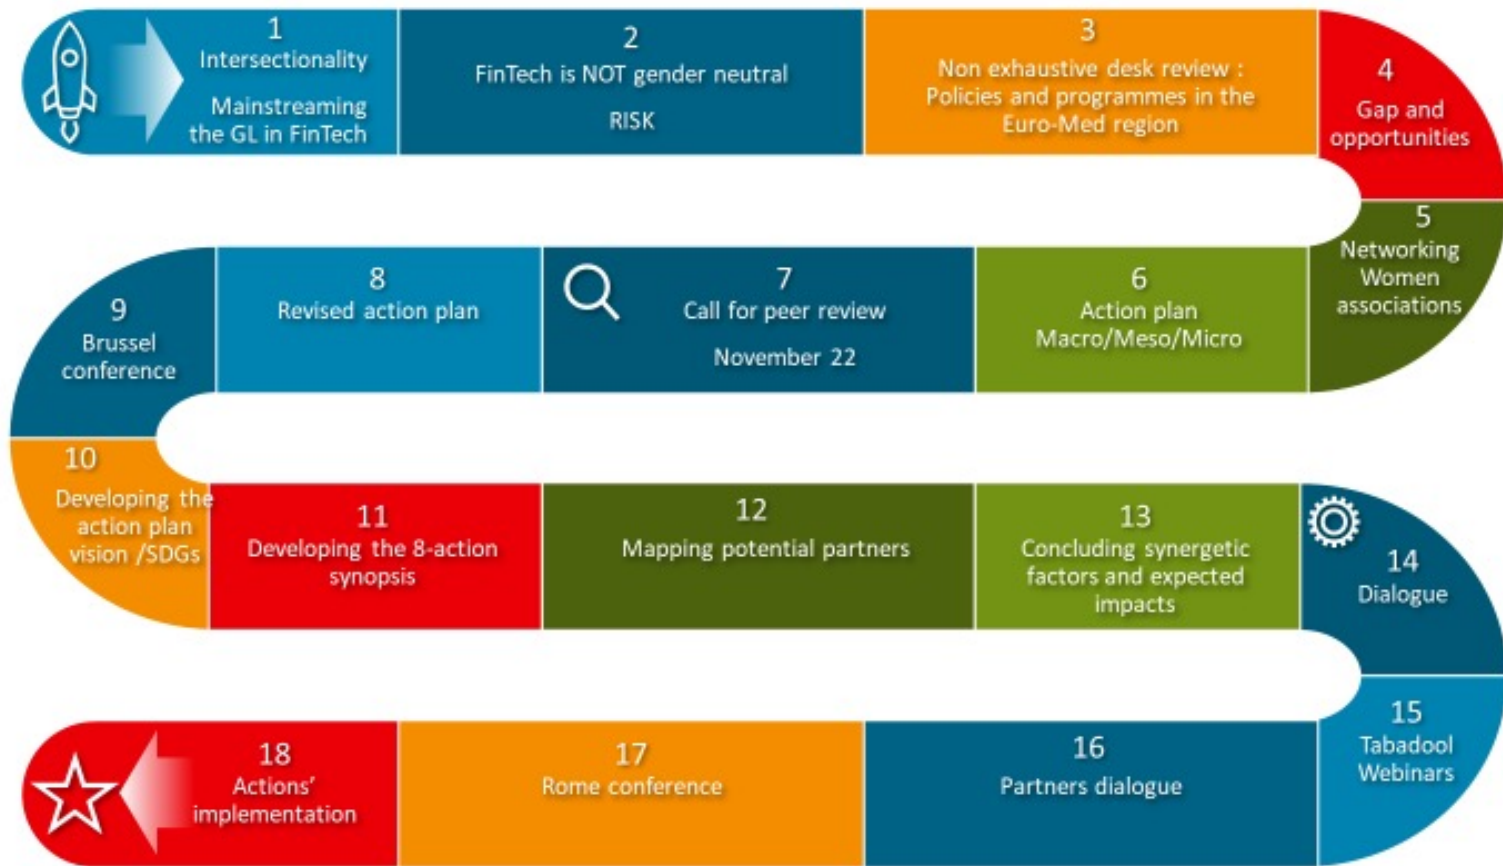 1
Intersectionality
Mainstreaming
the GL in FinTech
2
FinTech is NOT gender neutral
RISK
3
Non exhaustive desk review :
Policies and programmes in the
Euro-Med region
4
Gap and
opportunities
5
Networking
Women
associations
6
Action plan
Macro/Meso/Micro
7
Call for peer review
November 22
8
Revised action plan
9
Brussel
conference
10
Developing the
action plan
vision /SDGs
11
Developing the 8-action
synopsis
12
Mapping potential partners
13
Concluding synergetic
factors and expected
impacts
14
Dialogue
15
Tabadool
Webinars
16
Partners dialogue
17
Rome conference
18
Actions’
implementation